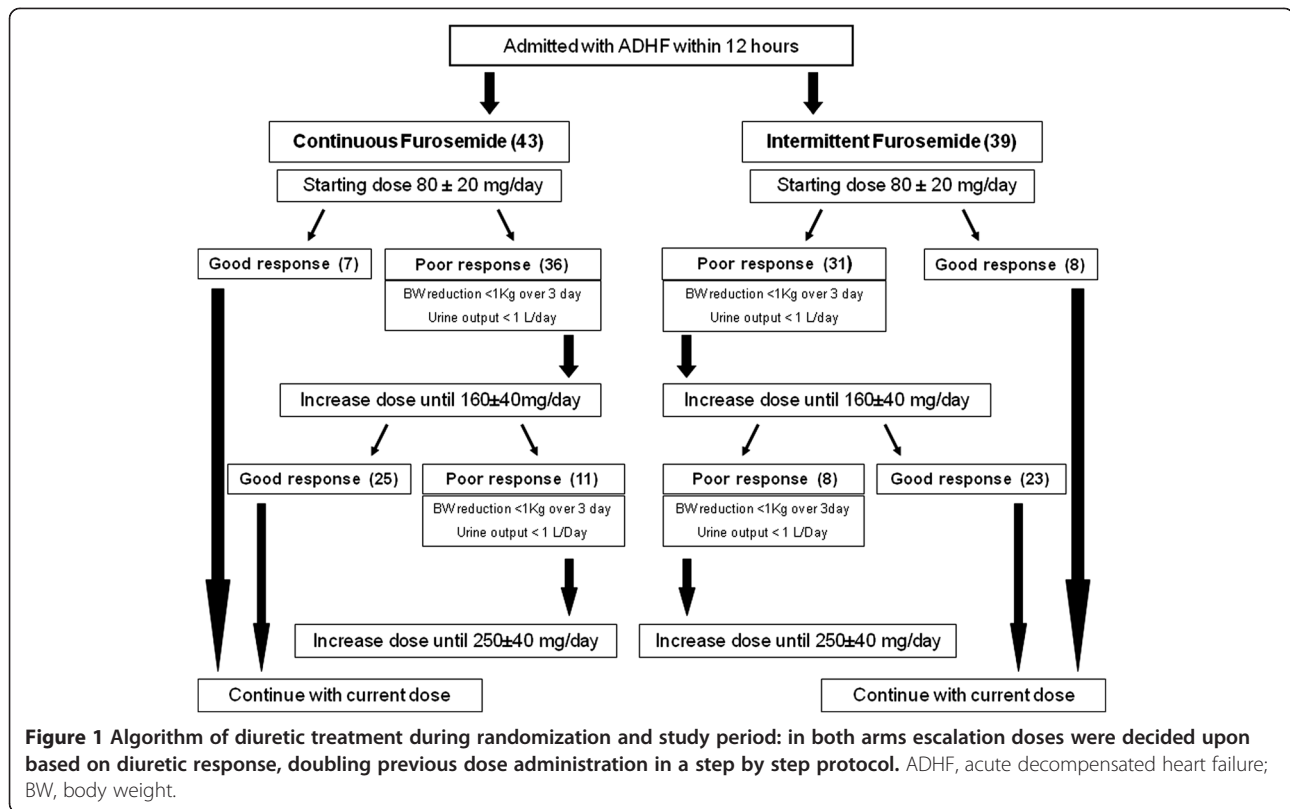 Admitted with ADHF within 12 hours
Continuous Furosemide (43)
Intermittent Furosemide (39)
Starting dose 80 ± 20 mg/day
Starting dose 80 ± 20 mg/day
Good response (7)
Poor response (36)
Poor response (31)
Good response (8)
BW reduction <1Kg over 3 day
Urine output < 1 L/day
BW reduction <1Kg over 3 day
Urine output < 1 L/day
Increase dose until 160±40mg/day
Increase dose until 160±40 mg/day
Good response (25)
Poor response (11)
Poor response (8)
Good response (23)
BW reduction <1Kg over 3 day
Urine output < 1 L/Day
BW reduction <1Kg over 3day
Urine output < 1 L/Day
Increase dose until 250±40 mg/day
Increase dose until 250±40 mg/day
Continue with current dose
Continue with current dose
Figure 1 Algorithm of diuretic treatment during randomization and study period: in both arms escalation doses were decided upon
based on diuretic response, doubling previous dose administration in a step by step protocol. ADHF, acute decompensated heart failure;
BW, body weight.